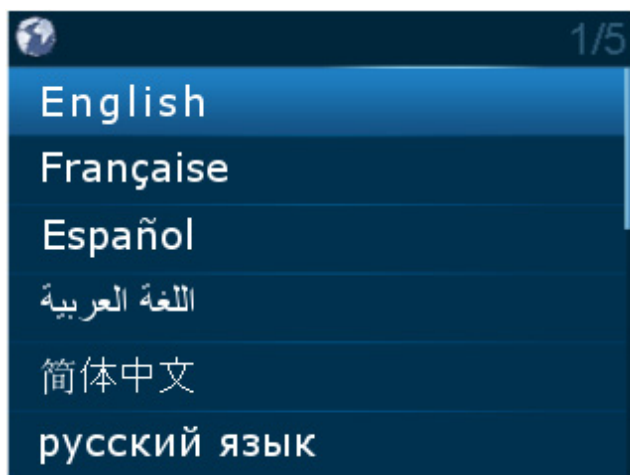 1/5
English
Française
Español
اللغة العربية
简体中文
русский язык